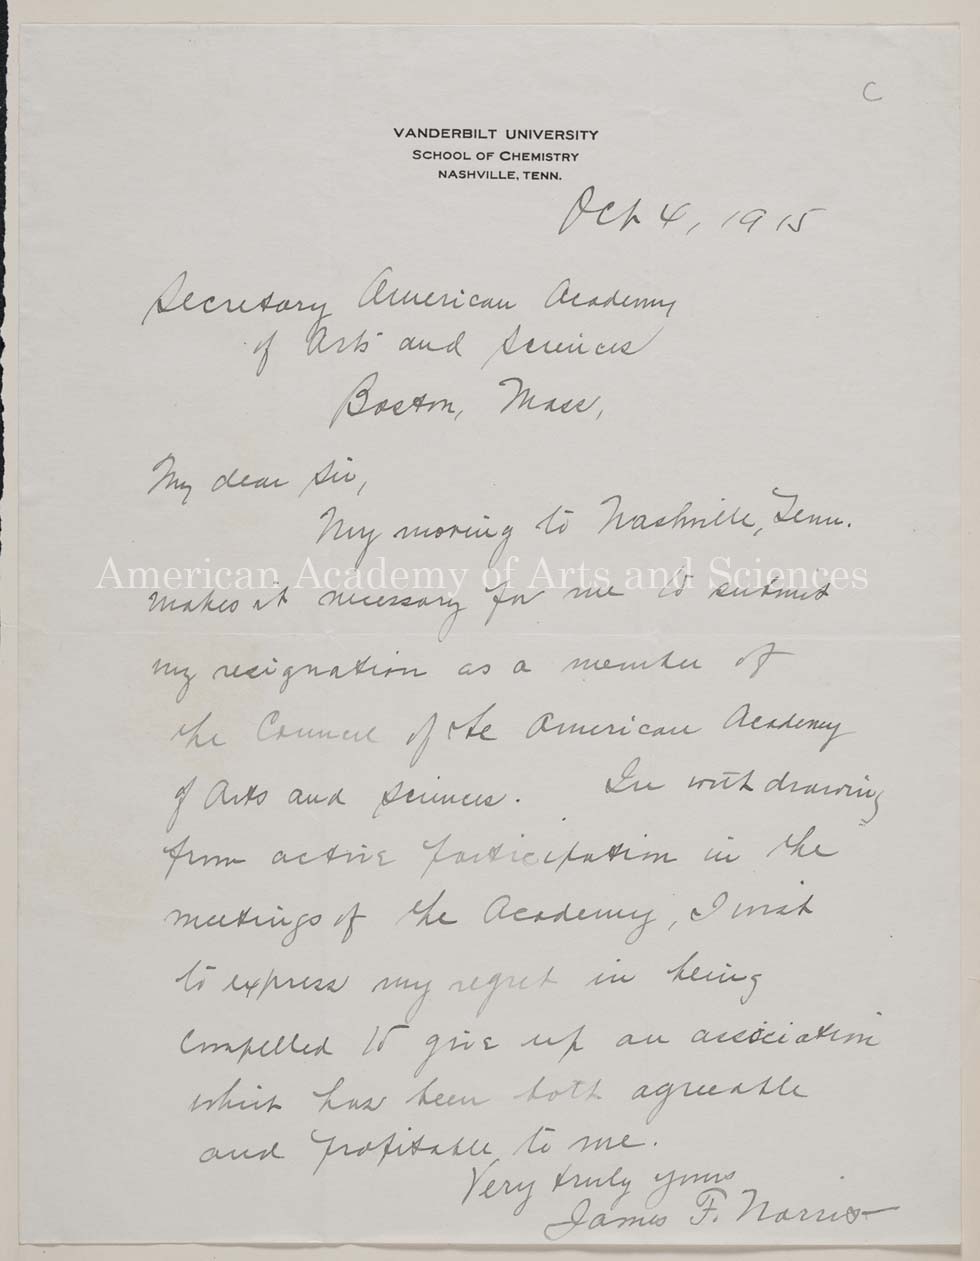 C
VANDERBILT UNIVERSITY
SCHOOL OF CHEMISTRY
NASHVILLE, TENN.
Oct 4, 1915
Secretary American Academy
of Arts and Sciences
Boston, Mass,
My dear Sir,
My moving to Nashville, Tenn.
American Academy of Arts and Sciences
makes it necessary for me to submit
my resignation as a member of
the Council of the American Academy
of Arts and Sciences. In withdrawing
from active participation in the
meetings of the Academy, I wish
to express my regret in being
compelled to give up an association
which has been both agreeable
and profitable to me.
Very truly yours
James F. Norris